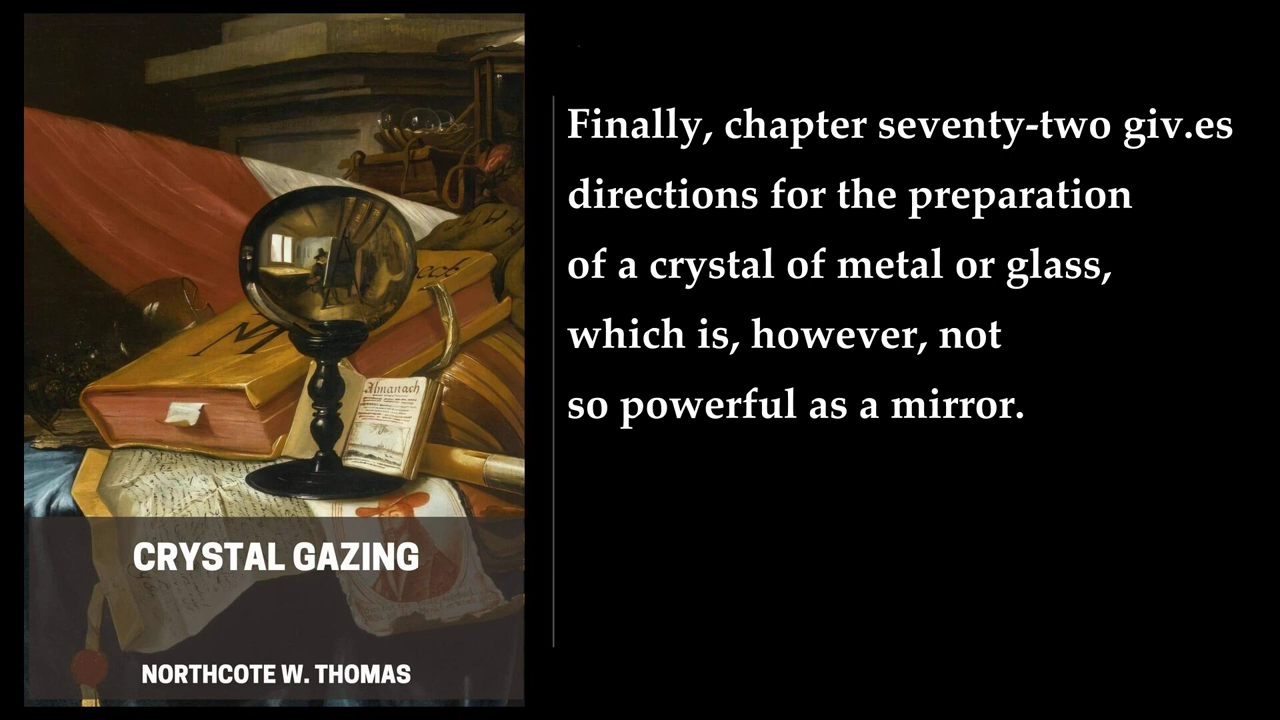 Finally, chapter seventy-two giv.es
directions for the preparation
of a crystal of metal or glass,
which is, however, not
so powerful as a mirror.
Almanach
CRYSTAL GAZING
NORTHCOTE W. THOMAS